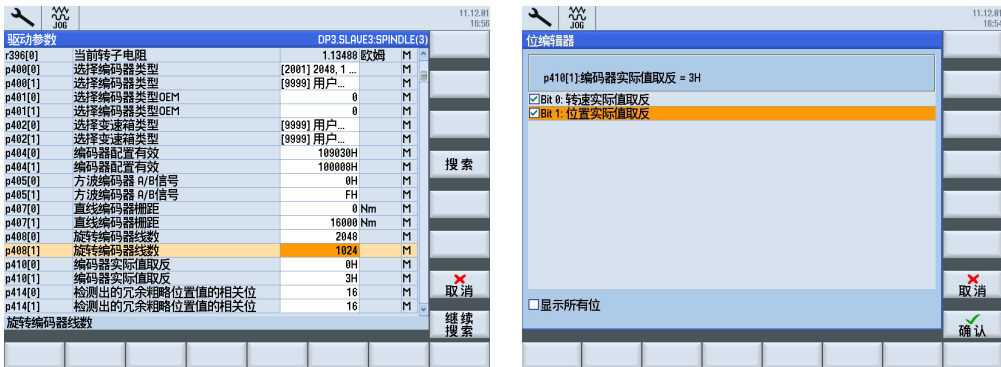 JOG
11.12.01
16:56
驱动参数 DP3.SLAVE3:SPINDLE(3)
r396[0] 当前转子电阻 1.13488 欧姆 M
p400[0] 选择编码器类型 [2001] 2048, 1 ... M
p400[1] 选择编码器类型 [9999] 用户... M
p401[0] 选择编码器类型OEM 0 M
p401[1] 选择编码器类型OEM 0 M
p402[0] 选择变速箱类型 [9999] 用户... M
p402[1] 选择变速箱类型 [9999] 用户... M
p404[0] 编码器配置有效 109030H M
p404[1] 编码器配置有效 100008H M
p405[0] 方波编码器 A/B信号 0H M
p405[1] 方波编码器 A/B信号 FH M
p407[0] 直线编码器栅距 0 Nm M
p407[1] 直线编码器栅距 16000 Nm M
p408[0] 旋转编码器线数 2048 M
p408[1] 旋转编码器线数 1024 M
p410[0] 编码器实际值取反 0H M
p410[1] 编码器实际值取反 3H M
p414[0] 检测出的冗余粗略位置值的相关位 16 M
p414[1] 检测出的冗余粗略位置值的相关位 16 M
旋转编码器线数
搜索
取消
继续
搜索
JOG
11.12.01
16:54
位编辑器
p410[1]:编码器实际值取反 = 3H
Bit 0: 转速实际值取反
Bit 1: 位置实际值取反
显示所有位
取消
确认